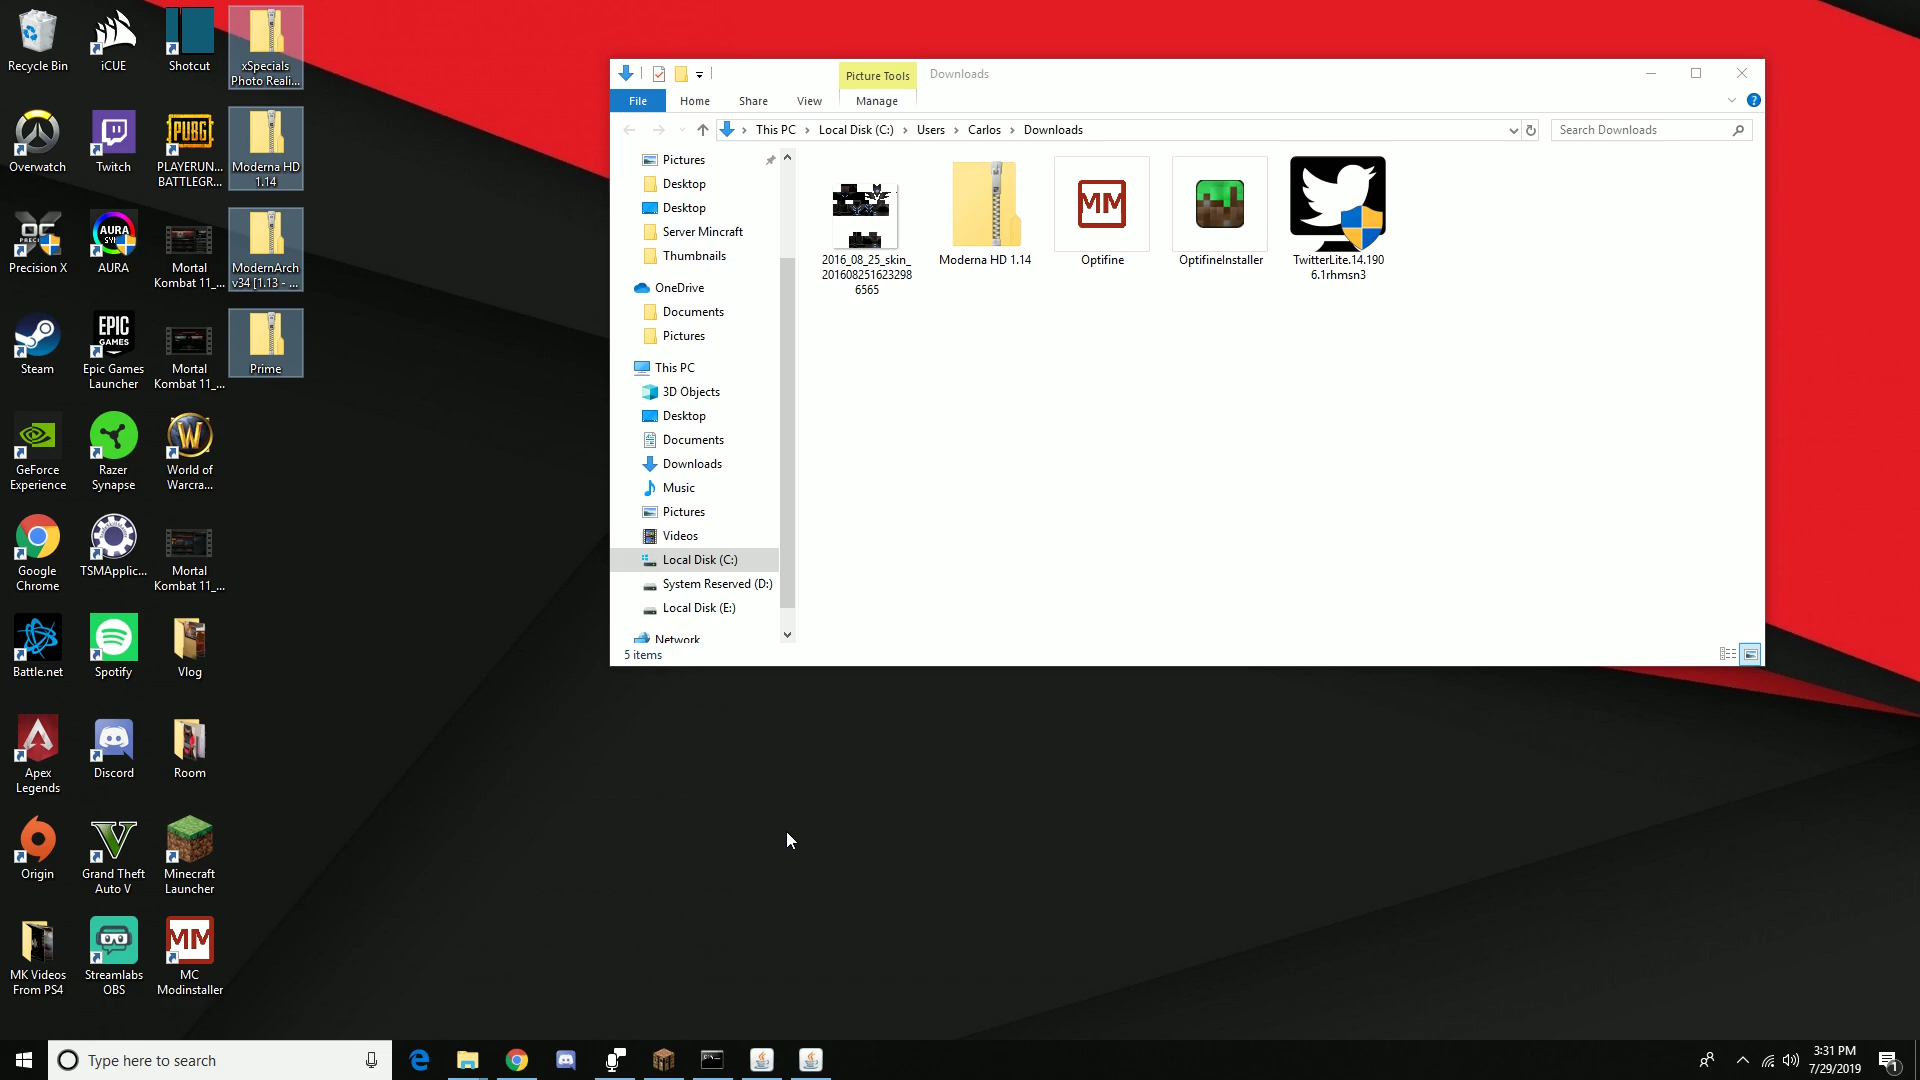 Recycle Bin
iCUE
Shotcut
xSpecials
Photo Reali...
Overwatch
Twitch
PUBG
PLAYERUN...
BATTLEGR...
Moderna HD
1.14
Precision X
AURA
AURA
Mortal
Kombat 11_...
ModernArch
v34 [1.13 - ...
Steam
EPIC
GAMES
Epic Games
Launcher
Mortal
Kombat 11_...
Prime
GeForce
Experience
Razer
Synapse
World of
Warcra...
Google
Chrome
TSMApplic...
Mortal
Kombat 11_...
Battle.net
Spotify
Vlog
Apex
Legends
Discord
Room
Origin
Grand Theft
Auto V
Minecraft
Launcher
MK Videos
From PS4
Streamlabs
OBS
MM
MC
Modinstaller
Picture Tools
Downloads
File
Home
Share
View
Manage
This PC
Local Disk (C:)
Users
Carlos
Downloads
Search Downloads
Pictures
Desktop
Desktop
Server Mincraft
Thumbnails
OneDrive
Documents
Pictures
This PC
3D Objects
Desktop
Documents
Downloads
Music
Pictures
Videos
Local Disk (C:)
System Reserved (D:)
Local Disk (E:)
Network
2016_08_25_skin_
201608251623298
6565
Moderna HD 1.14
MM
Optifine
OptifineInstaller
TwitterLite.14.190
6.1rhmsn3
5 items
Type here to search
3:31 PM
7/29/2019
1